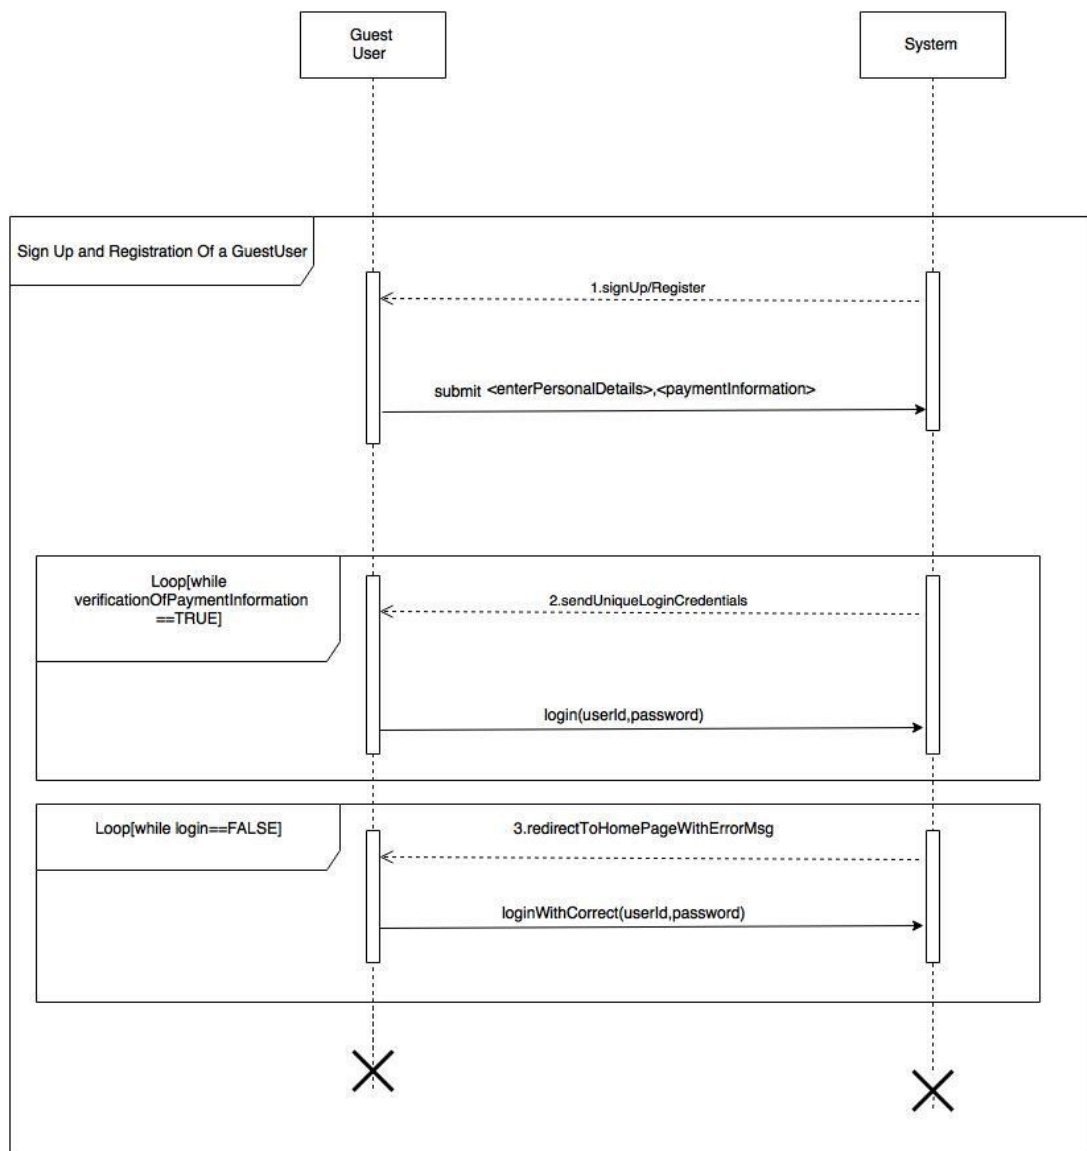 Guest
User
System
Sign Up and Registration Of a GuestUser
1.signUp/Register
submit <enterPersonalDetails>,<paymentInformation>
Loop[while
verificationOfPaymentInformation
==TRUE]
2.sendUniqueLoginCredentials
login(userId,password)
Loop[while login==FALSE]
3.redirectToHomePageWithErrorMsg
loginWithCorrect(userId,password)